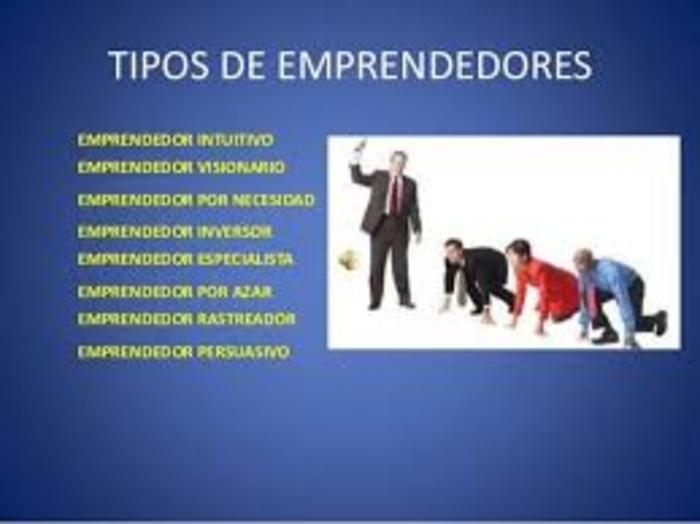 TIPOS DE EMPRENDEDORES
EMPRENDEDOR INTUITIVO
EMPRENDEDOR VISIONARIO
EMPRENDEDOR POR NECESIDAD
EMPRENDEDOR INVERSOR
EMPRENDEDOR ESPECIALISTA
EMPRENDEDOR POR AZAR
EMPRENDEDOR RASTREADOR
EMPRENDEDOR PERSUASIVO